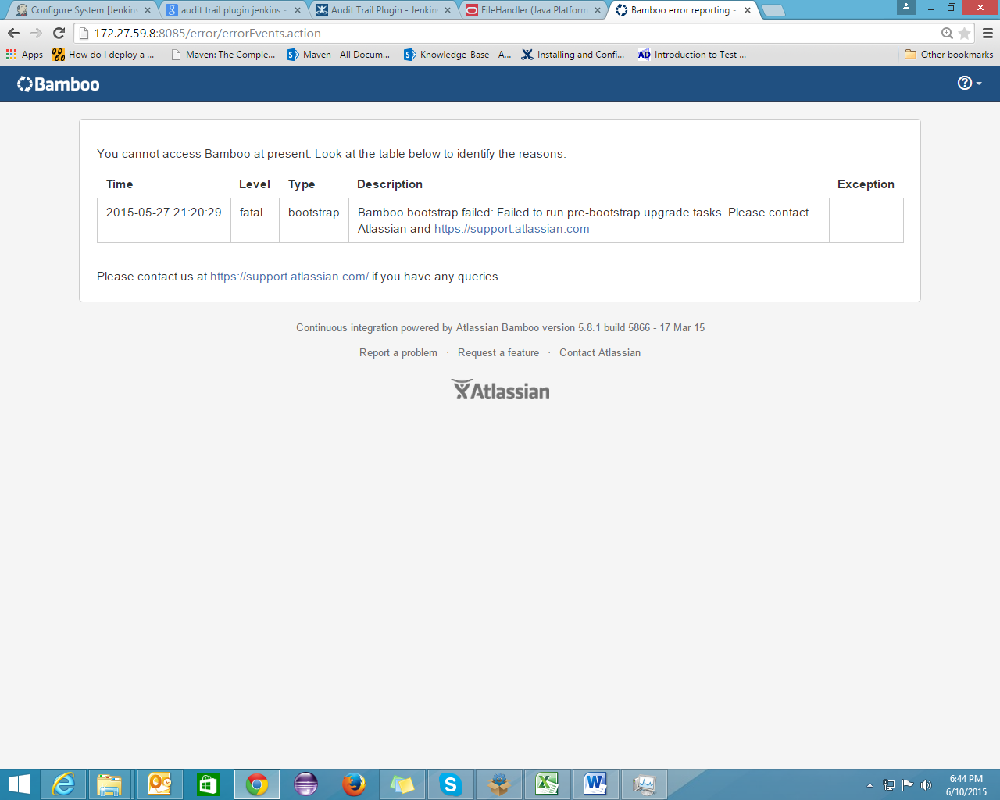 Configure System [Jenkins
audit trail plugin jenkins -
Audit Trail Plugin - Jenkins
FileHandler (Java Platform
Bamboo error reporting -
172.27.59.8:8085/error/errorEvents.action
Apps
How do I deploy a ...
Maven: The Comple...
Maven - All Docum...
Knowledge_Base - A...
Installing and Confi...
AD Introduction to Test ...
Other bookmarks
Bamboo
You cannot access Bamboo at present. Look at the table below to identify the reasons:
Time Level Type Description Exception
2015-05-27 21:20:29 fatal bootstrap Bamboo bootstrap failed: Failed to run pre-bootstrap upgrade tasks. Please contact
Atlassian and https://support.atlassian.com
Please contact us at https://support.atlassian.com/ if you have any queries.
Continuous integration powered by Atlassian Bamboo version 5.8.1 build 5866 - 17 Mar 15
Report a problem · Request a feature · Contact Atlassian
Atlassian
6:44 PM
6/10/2015